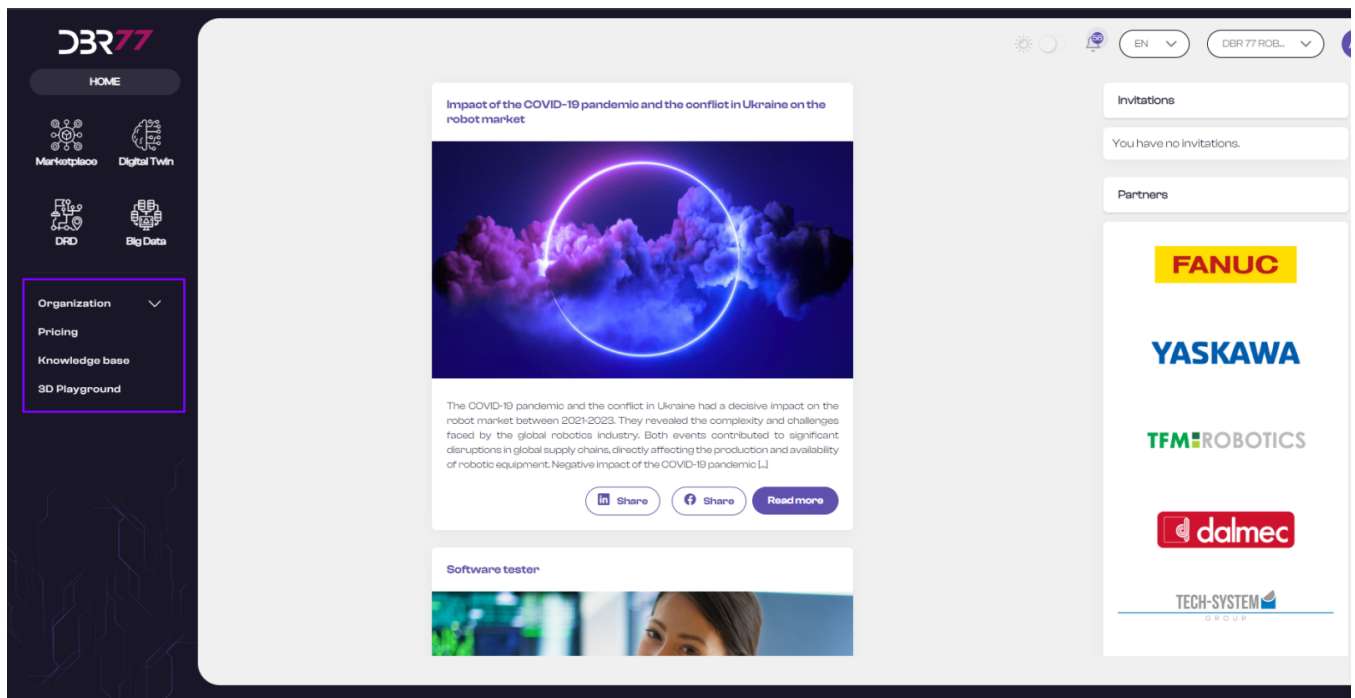 DBR77
HOME
Marketplace
Digital Twin
DRD
Big Data
Organization
Pricing
Knowledge base
3D Playground
56
EN
DBR 77 ROB...
Impact of the COVID-19 pandemic and the conflict in Ukraine on the
robot market
The COVID-19 pandemic and the conflict in Ukraine had a decisive impact on the
robot market between 2021-2023. They revealed the complexity and challenges
faced by the global robotics industry. Both events contributed to significant
disruptions in global supply chains, directly affecting the production and availability
of robotic equipment. Negative impact of the COVID-19 pandemic [...]
Share
Share
Read more
Software tester
Invitations
You have no invitations.
Partners
FANUC
YASKAWA
TFM ROBOTICS
dalmec
TECH-SYSTEM
GROUP